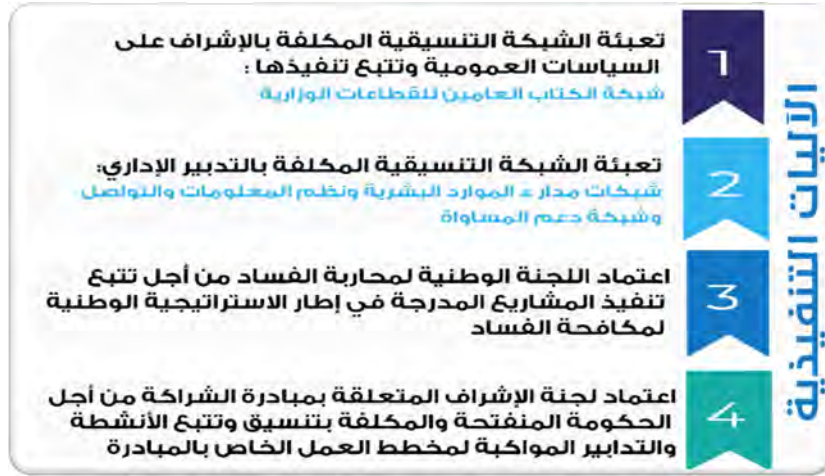 الآليات التنفيذية
1
تعبئة الشبكة التنسيقية المكلفة بالإشراف على
السياسات العمومية وتتبع تنفيذها :
شبكة الكتاب العامين للقطاعات الوزارية
2
تعبئة الشبكة التنسيقية المكلفة بالتدبير الإداري:
شبكات مدارء الموارد البشرية ونظم المعلومات والتواصل
وشبكة دعم المساواة
3
اعتماد اللجنة الوطنية لمحاربة الفساد من أجل تتبع
تنفيذ المشاريع المدرجة في إطار الاستراتيجية الوطنية
لمكافحة الفساد
4
اعتماد لجنة الإشراف المتعلقة بمبادرة الشراكة من أجل
الحكومة المنفتحة والمكلفة بتنسيق وتتبع الأنشطة
والتدابير المواكبة لمخطط العمل الخاص بالمبادرة